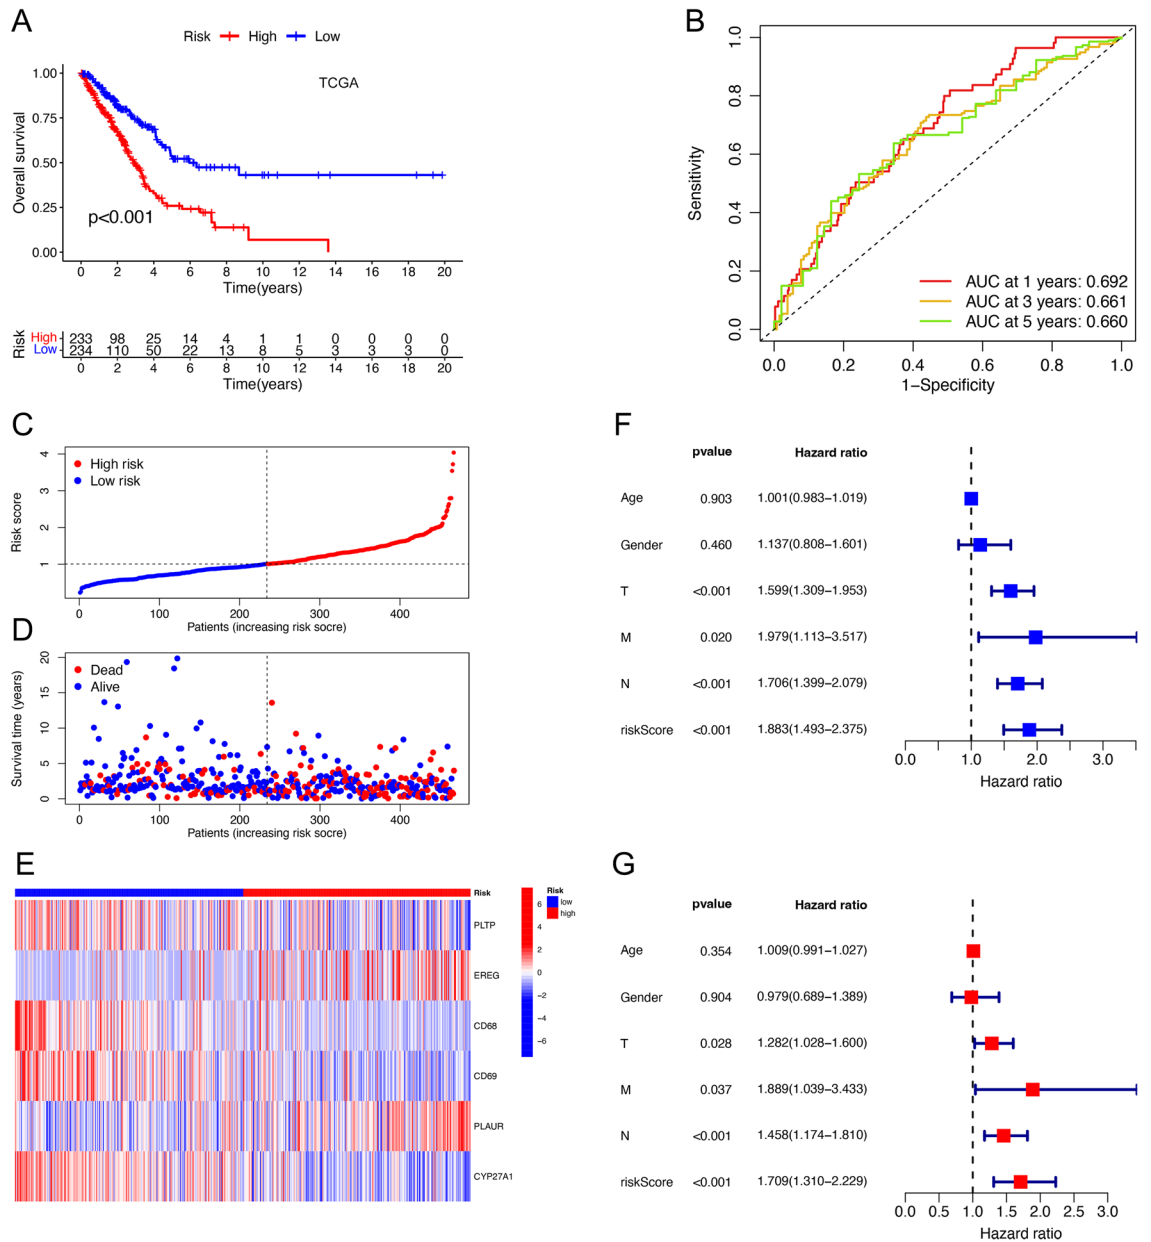 A
Risk High Low
TCGA
Overall survival
1.00
0.75
0.50
0.25
0.00
p<0.001
0 2 4 6 8 10 12 14 16 18 20
Time(years)
Risk
High 233 98 25 14 4 1 1 0 0 0 0
Low 234 110 50 22 13 8 5 3 3 3 0
0 2 4 6 8 10 12 14 16 18 20
Time(years)
B
Sensitivity
1.0
0.8
0.6
0.4
0.2
0.0
AUC at 1 years: 0.692
AUC at 3 years: 0.661
AUC at 5 years: 0.660
0.0 0.2 0.4 0.6 0.8 1.0
1−Specificity
C
Risk score
4
3
2
1
High risk
Low risk
0 100 200 300 400
Patients (increasing risk socre)
D
Survival time (years)
20
15
10
5
0
Dead
Alive
0 100 200 300 400
Patients (increasing risk socre)
E
Risk
PLTP
EREG
CD68
CD69
PLAUR
CYP27A1
6
4
2
0
−2
−4
−6
Risk
low
high
F
pvalue Hazard ratio
Age 0.903 1.001(0.983−1.019)
Gender 0.460 1.137(0.808−1.601)
T <0.001 1.599(1.309−1.953)
M 0.020 1.979(1.113−3.517)
N <0.001 1.706(1.399−2.079)
riskScore <0.001 1.883(1.493−2.375)
0.0 1.0 2.0 3.0
Hazard ratio
G
pvalue Hazard ratio
Age 0.354 1.009(0.991−1.027)
Gender 0.904 0.979(0.689−1.389)
T 0.028 1.282(1.028−1.600)
M 0.037 1.889(1.039−3.433)
N <0.001 1.458(1.174−1.810)
riskScore <0.001 1.709(1.310−2.229)
0.0 0.5 1.0 1.5 2.0 2.5 3.0
Hazard ratio